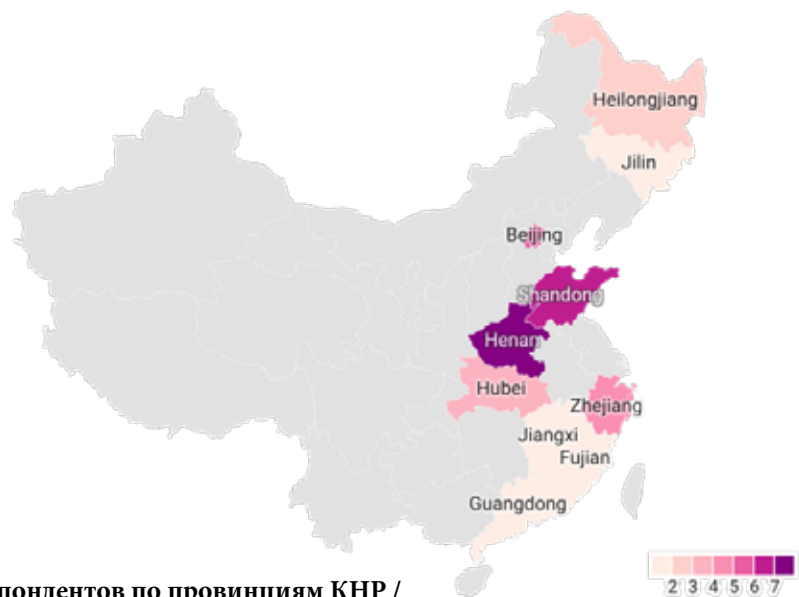 Heilongjiang
Jilin
Beijing
Shandong
Henan
Hubei
Zhejiang
Jiangxi
Fujian
Guangdong
2 3 4 5 6 7
по провинциям КНР /